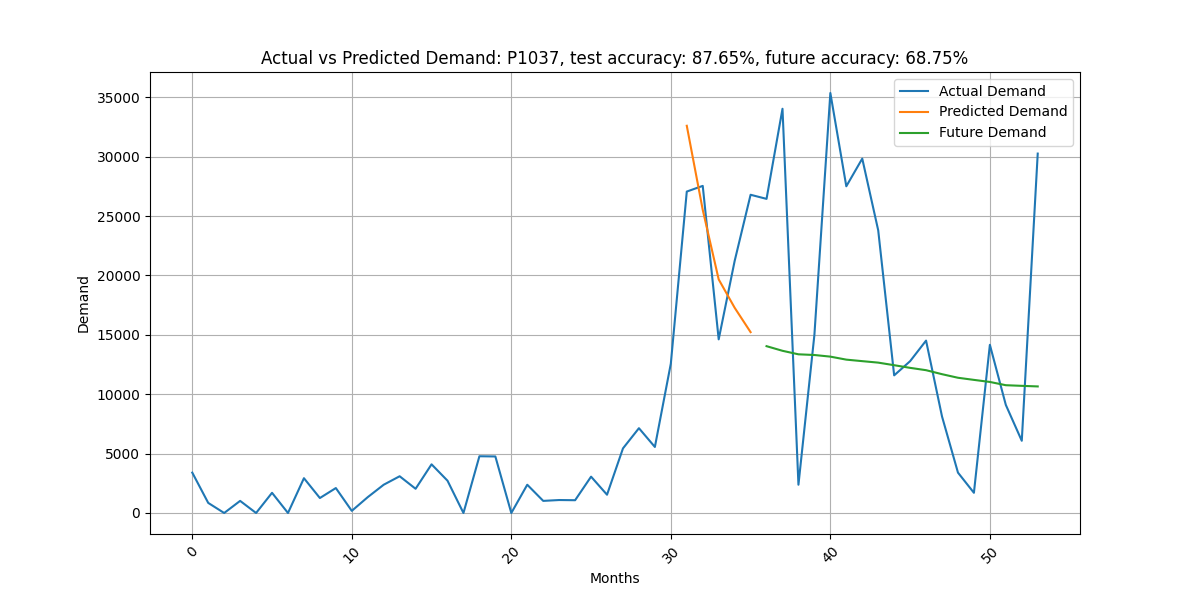 Actual vs Predicted Demand: P1037, test accuracy: 87.65%, future accuracy: 68.75%
Actual Demand
Predicted Demand
Future Demand
35000
30000
25000
20000
15000
10000
5000
0
Demand
0
10
20
30
40
50
Months